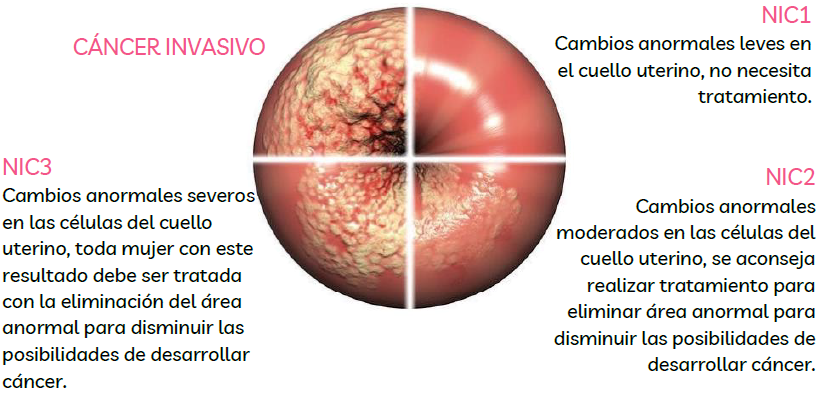 CÁNCER INVASIVO
NIC1
Cambios anormales leves en
el cuello uterino, no necesita
tratamiento.
NIC3
Cambios anormales severos
en las células del cuello
uterino, toda mujer con este
resultado debe ser tratada
con la eliminación del área
anormal para disminuir las
posibilidades de desarrollar
cáncer.
NIC2
Cambios anormales
moderados en las células del
cuello uterino, se aconseja
realizar tratamiento para
eliminar área anormal para
disminuir las posibilidades de
desarrollar cáncer.